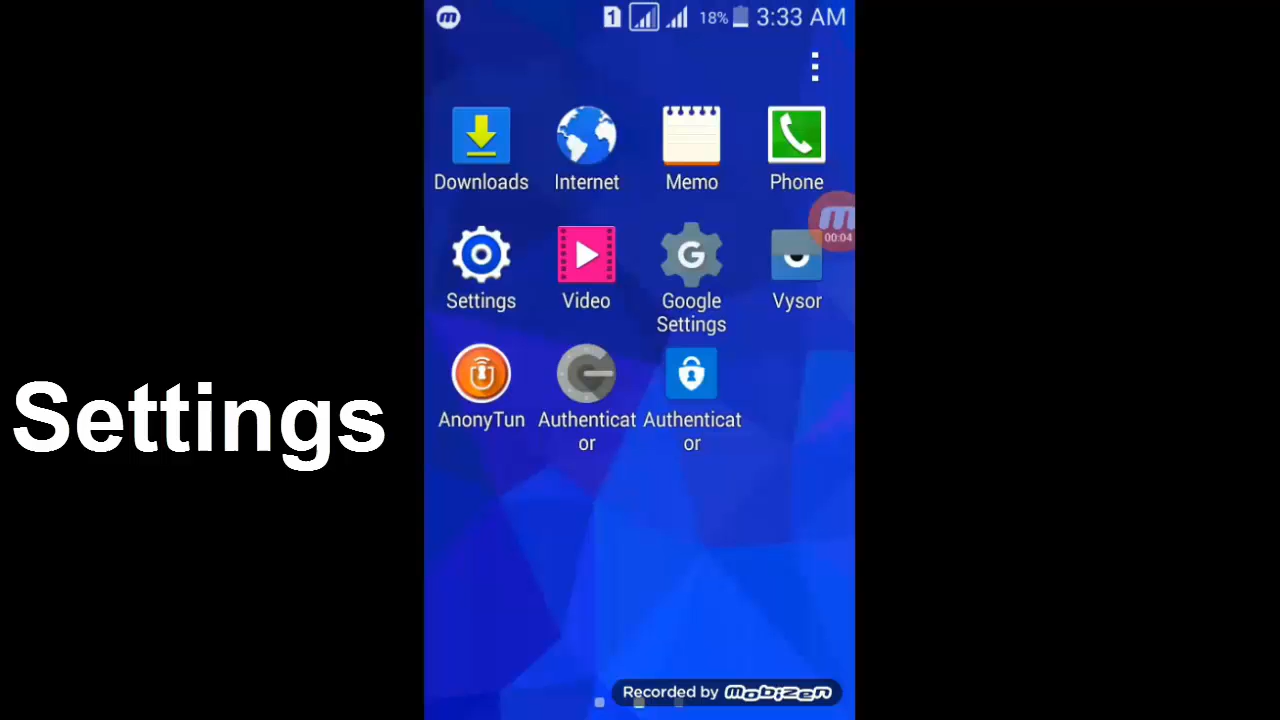 1 18% 3:33 AM
Downloads Internet Memo Phone
00:04
Settings Video Google Settings Vysor
AnonyTun Authenticat or Authenticat or
Settings
Recorded by mobizen